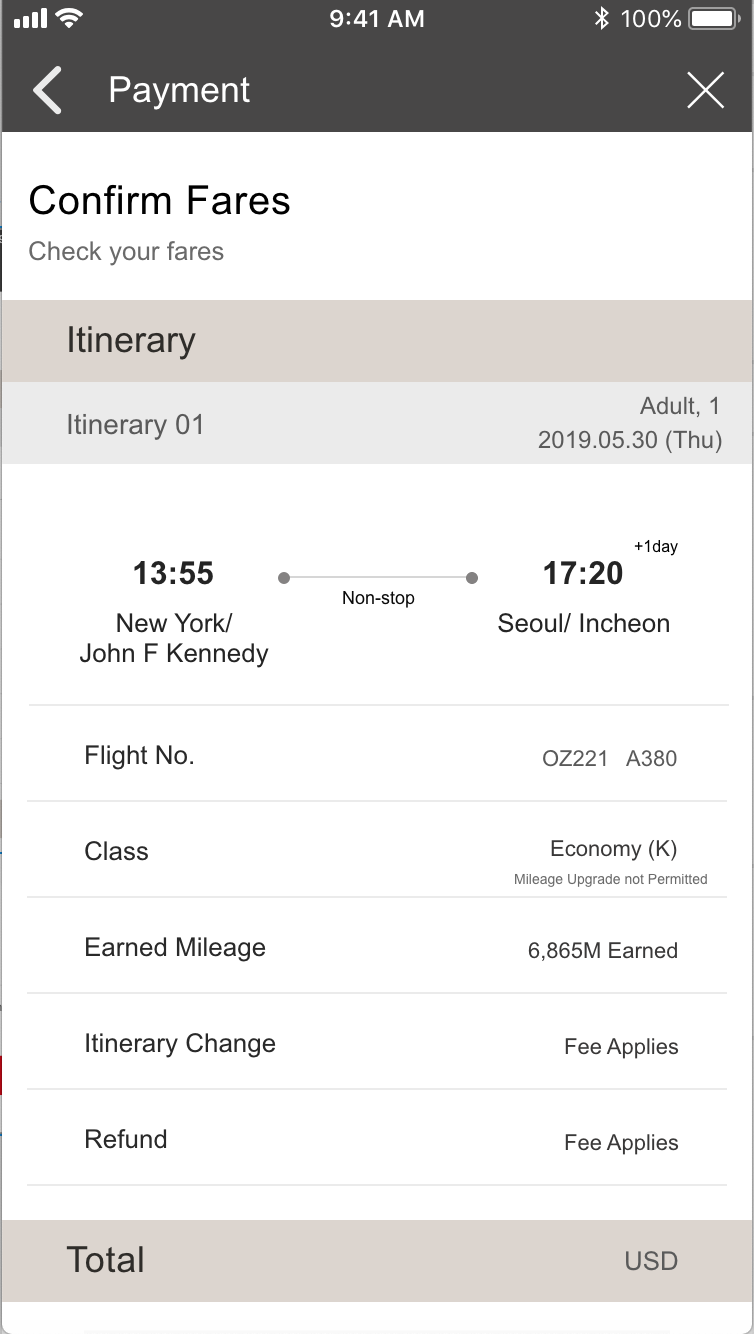 9:41 AM 100%
Payment
Confirm Fares
Check your fares
Itinerary
Itinerary 01
Adult, 1
2019.05.30 (Thu)
+1day
13:55 17:20
Non-stop
New York/ Seoul/ Incheon
John F Kennedy
Flight No. OZ221 A380
Class Economy (K)
Mileage Upgrade not Permitted
Earned Mileage 6,865M Earned
Itinerary Change Fee Applies
Refund Fee Applies
Total USD